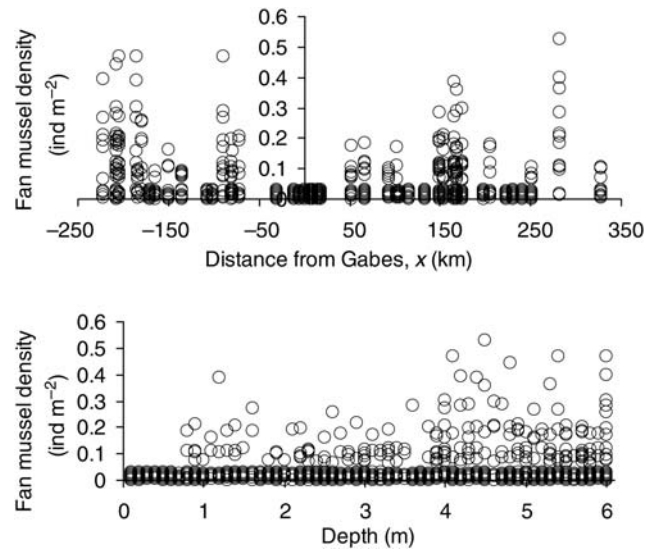 0.6
0.5
0.4
0.3
0.2
0.1
Fan mussel density
(ind m−2)
−250 −150 −50 50 150 250 350
Distance from Gabes, x (km)
0.6
0.5
0.4
0.3
0.2
0.1
0
Fan mussel density
(ind m−2)
0 1 2 3 4 5 6
Depth (m)